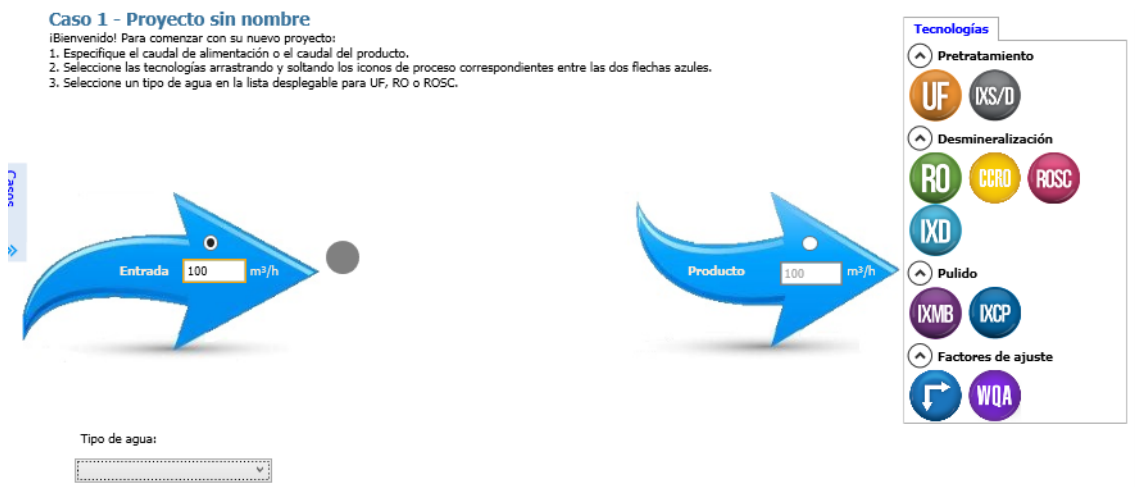 Caso 1 - Proyecto sin nombre
¡Bienvenido! Para comenzar con su nuevo proyecto:
1. Especifique el caudal de alimentación o el caudal del producto.
2. Seleccione las tecnologías arrastrando y soltando los iconos de proceso correspondientes entre las dos flechas azules.
3. Seleccione un tipo de agua en la lista desplegable para UF, RO o ROSC.
Casos
Entrada 100 m³/h
Producto 100 m³/h
Tecnologías
Pretratamiento
UF IXS/D
Desmineralización
RO CCRO ROSC
IXD
Pulido
IXMB IXCP
Factores de ajuste
WQA
Tipo de agua: